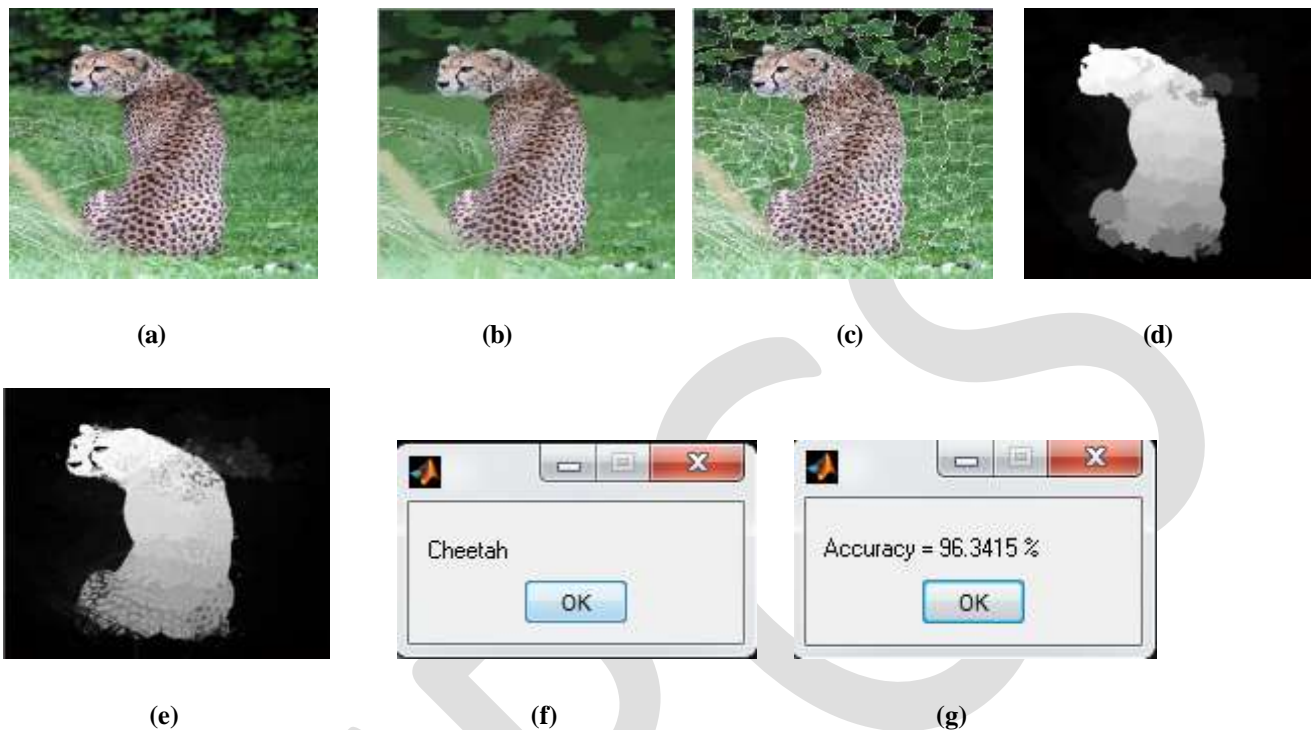 (a)
(b)
(c)
(d)
Cheetah
OK
Accuracy = 96.3415 %
OK
(e)
(f)
(g)